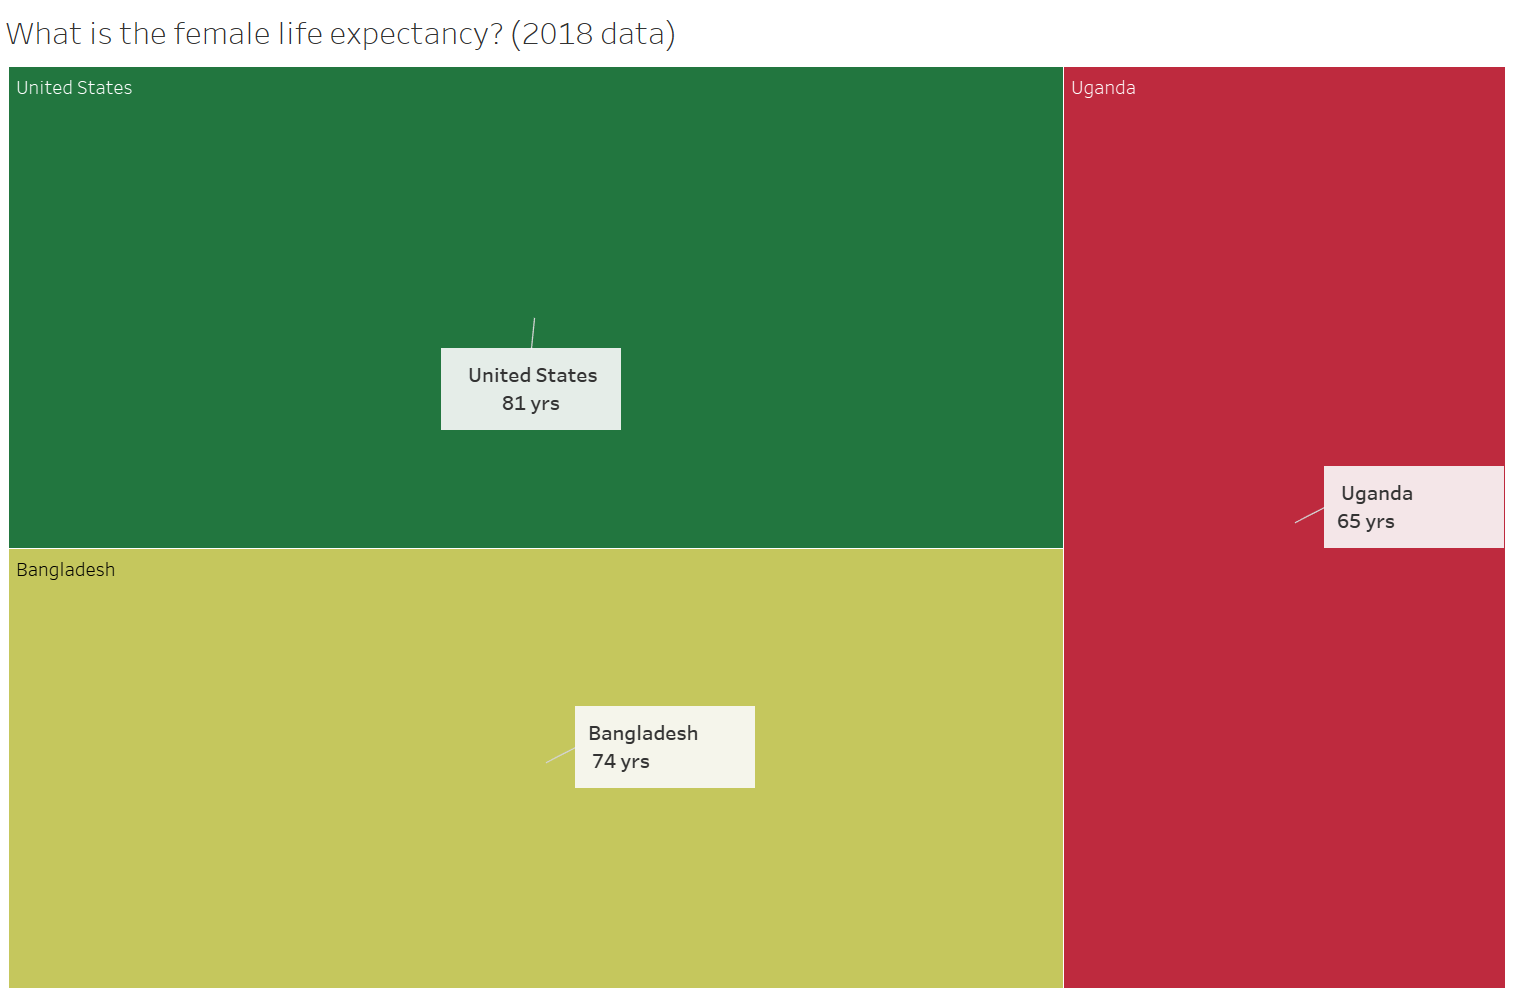 What is the female life expectancy? (2018 data)
United States
Uganda
United States
81 yrs
Uganda
65 yrs
Bangladesh
Bangladesh
74 yrs